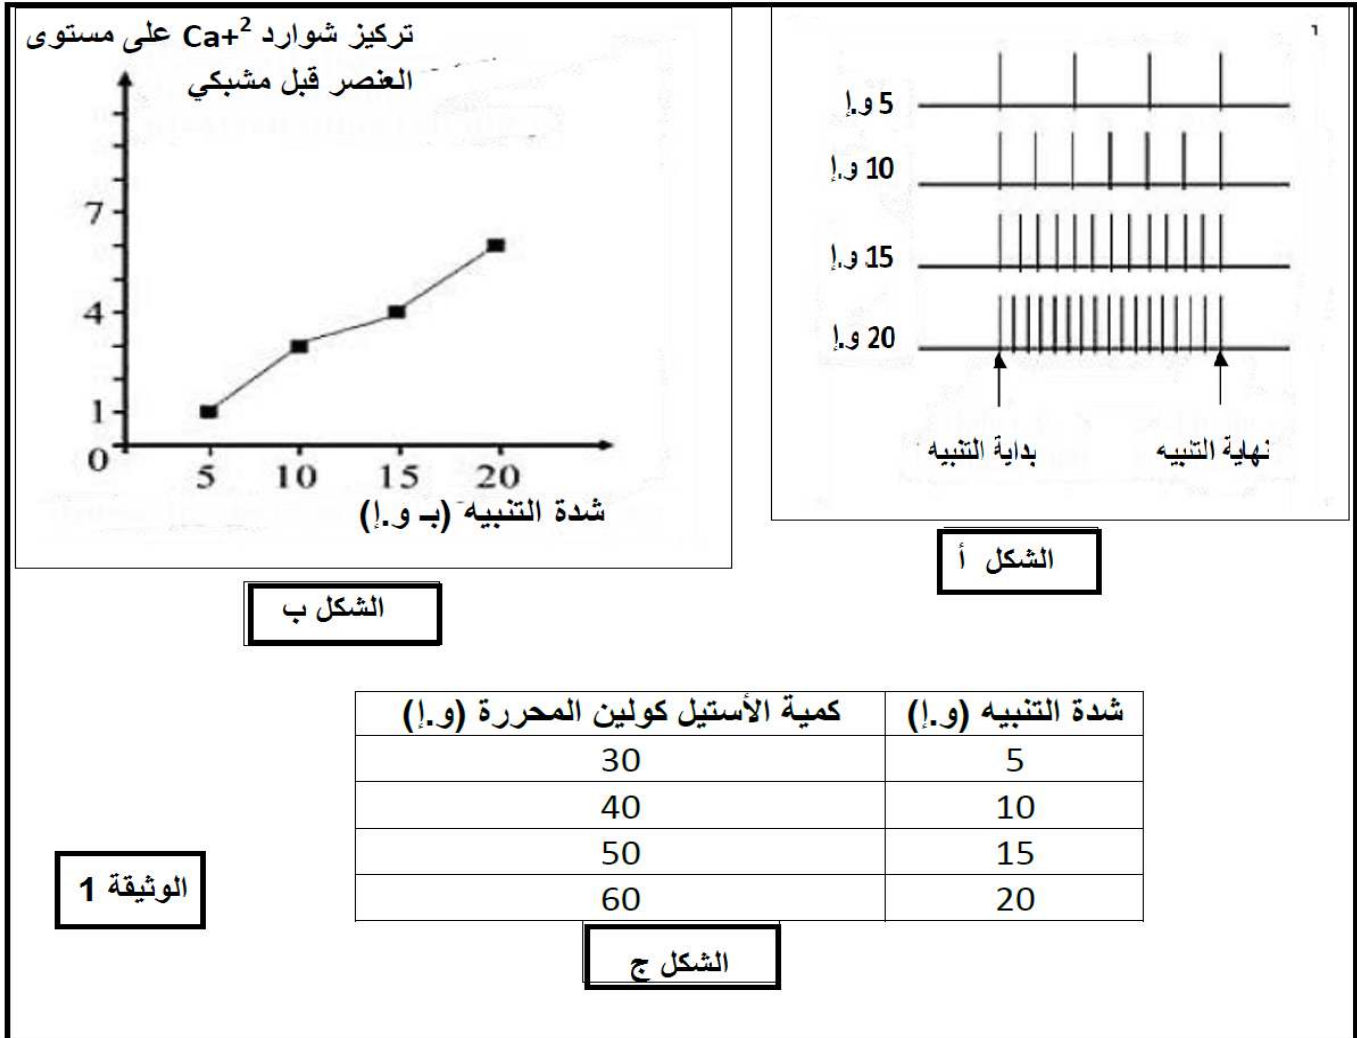 5 و.إ
10 و.إ
15 و.إ
20 و.إ
بداية التنبيه
نهاية التنبيه
الشكل أ
تركيز شوارد Ca+² على مستوى
العنصر قبل مشبكي
7
4
1
0
5 10 15 20
شدة التنبيه (بـ و.إ)
الشكل ب
شدة التنبيه (و.إ) كمية الأستيل كولين المحررة (و.إ)
5 30
10 40
15 50
20 60
الشكل ج
الوثيقة 1